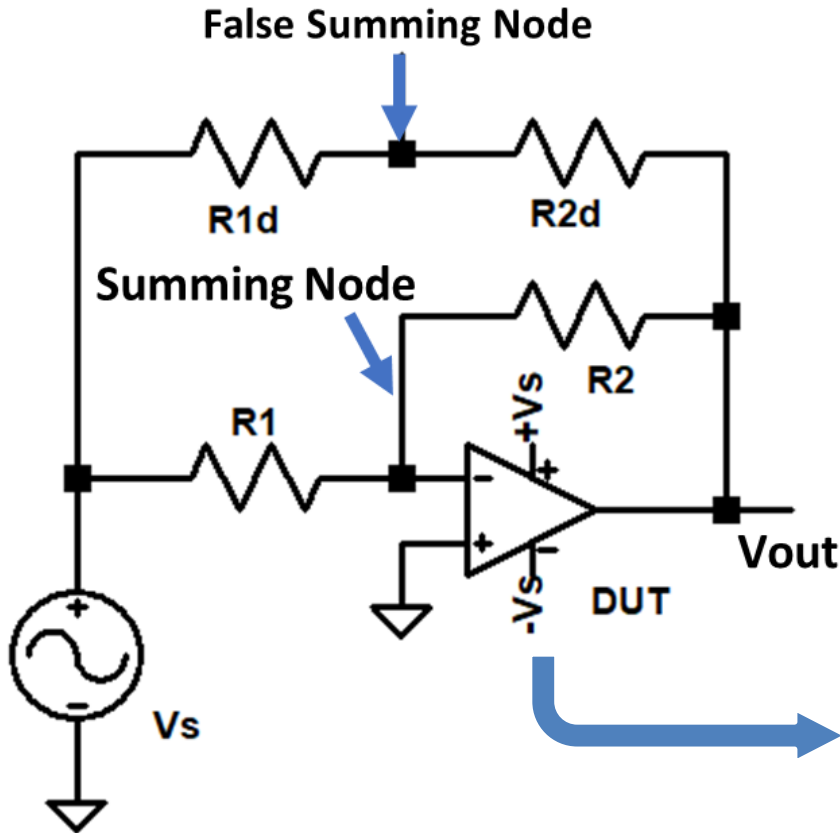 False Summing Node
R1d
R2d
Summing Node
R2
R1
+Vs
+
-
+
-
Vout
-Vs
DUT
+
-
Vs